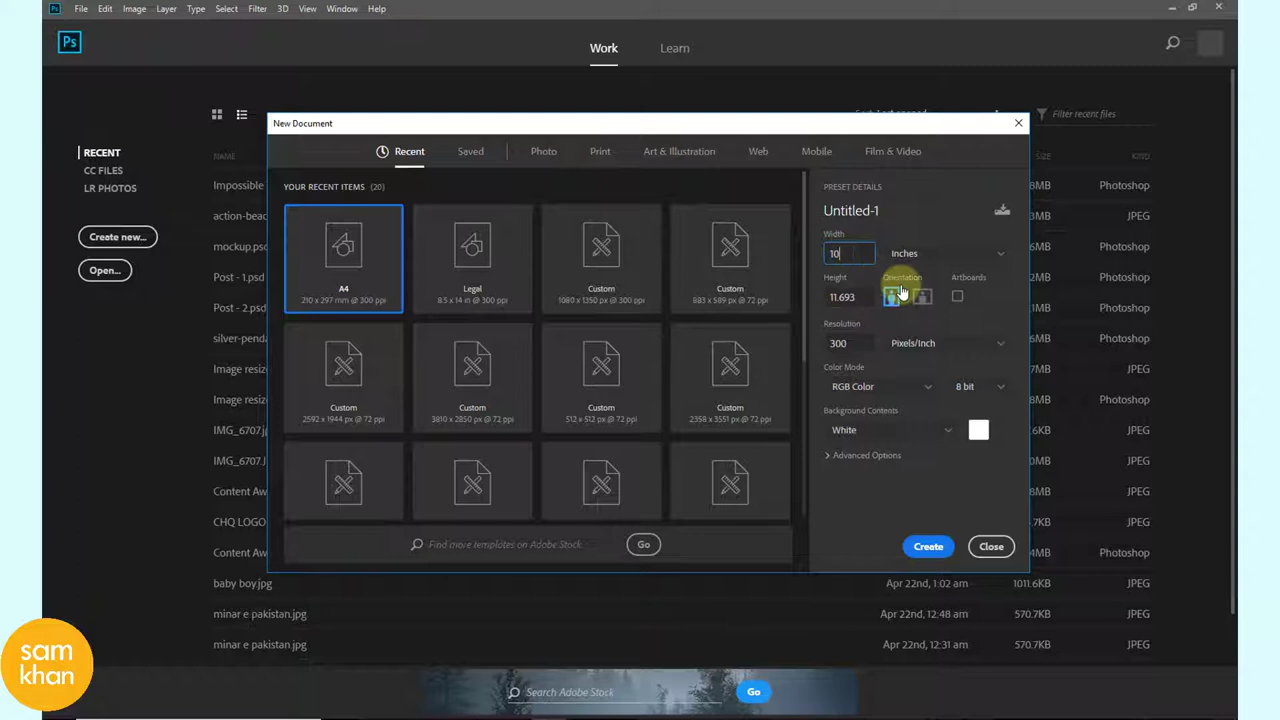 Ps File Edit Image Layer Type Select Filter 3D View Window Help
Ps Work Learn
Filter recent files
New Document
RECENT
CC FILES
LR PHOTOS
Create new...
Open...
NAME SIZE KIND
Recent Saved Photo Print Art & Illustration Web Mobile Film & Video
YOUR RECENT ITEMS (20)
A4
210 x 297 mm @ 300 ppi
Legal
8.5 x 14 in @ 300 ppi
Custom
1080 x 1350 px @ 300 ppi
Custom
883 x 589 px @ 72 ppi
Custom
2592 x 1944 px @ 72 ppi
Custom
3810 x 2850 px @ 72 ppi
Custom
512 x 512 px @ 72 ppi
Custom
2358 x 3551 px @ 72 ppi
Find more templates on Adobe Stock Go
PRESET DETAILS
Untitled-1
Width
10 Inches
Height Orientation Artboards
11.693
Resolution
300 Pixels/Inch
Color Mode
RGB Color 8 bit
Background Contents
White
Advanced Options
Create Close
Impossible Photoshop
action-beac JPEG
mockup.psd Photoshop
Post - 1.psd Photoshop
Post - 2.psd Photoshop
silver-penda JPEG
Image resize JPEG
Image resize JPEG
IMG_6707.jp JPEG
IMG_6707.J JPEG
Content Aw JPEG
CHQ LOGO JPEG
Content Aw Photoshop
baby boy.jpg Apr 22nd, 1:02 am 1011.6KB JPEG
minar e pakistan.jpg Apr 22nd, 12:48 am 570.7KB JPEG
minar e pakistan.jpg Apr 22nd, 12:31 am 570.7KB JPEG
Search Adobe Stock Go
sam
khan